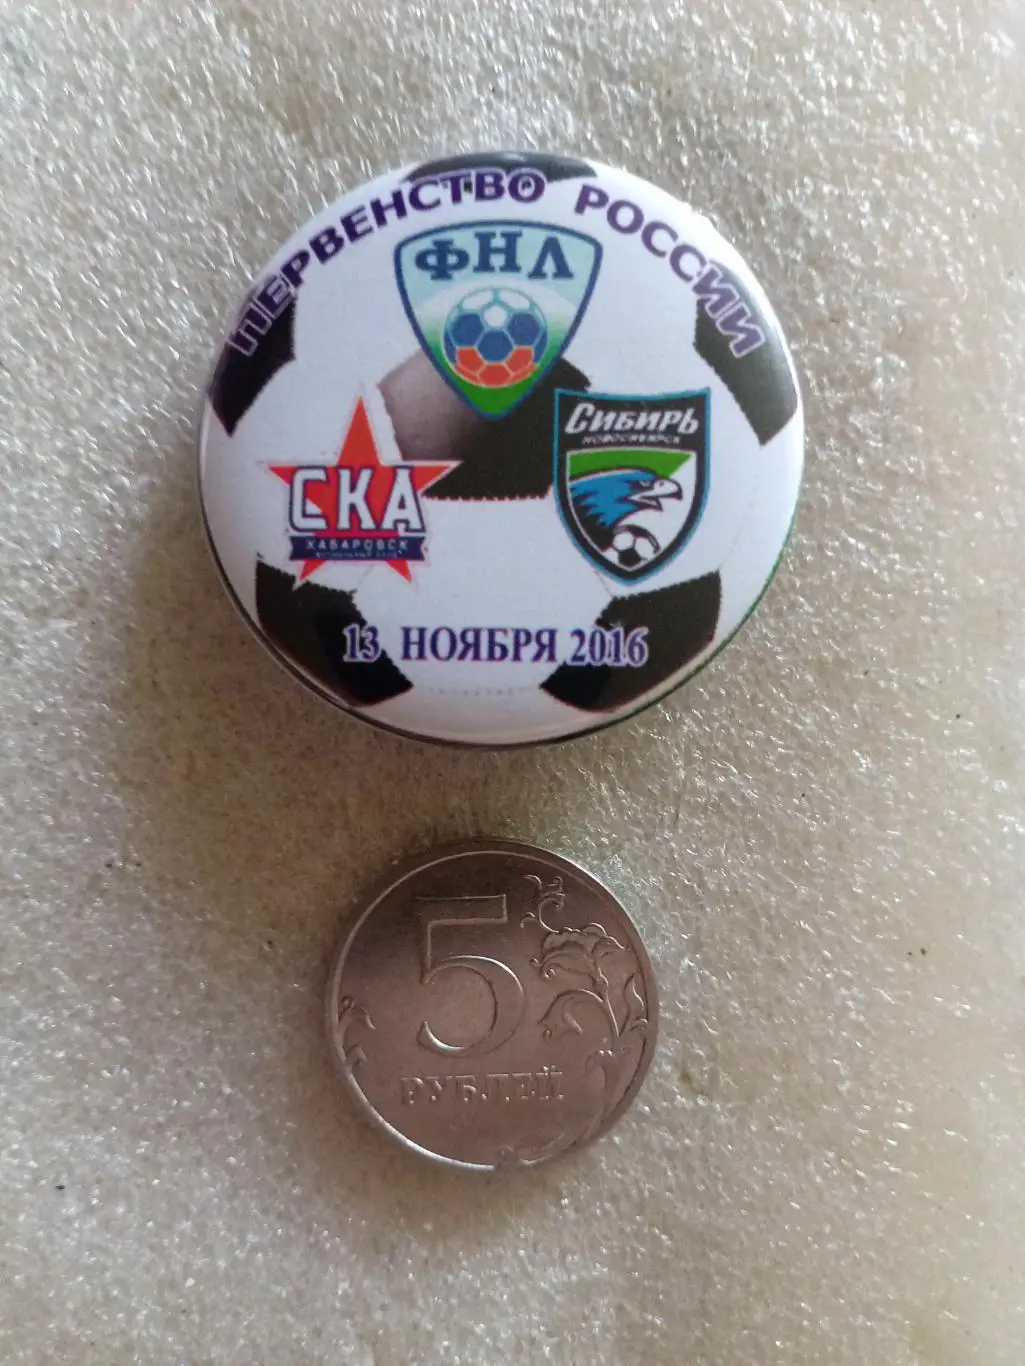 ПЕРВЕНСТВО РОССИИ
ФНЛ
СИБИРЬ
НОВОСИБИРСК
СКА
ХАБАРОВСК
13 НОЯБРЯ 2016
5
РУБЛЕЙ